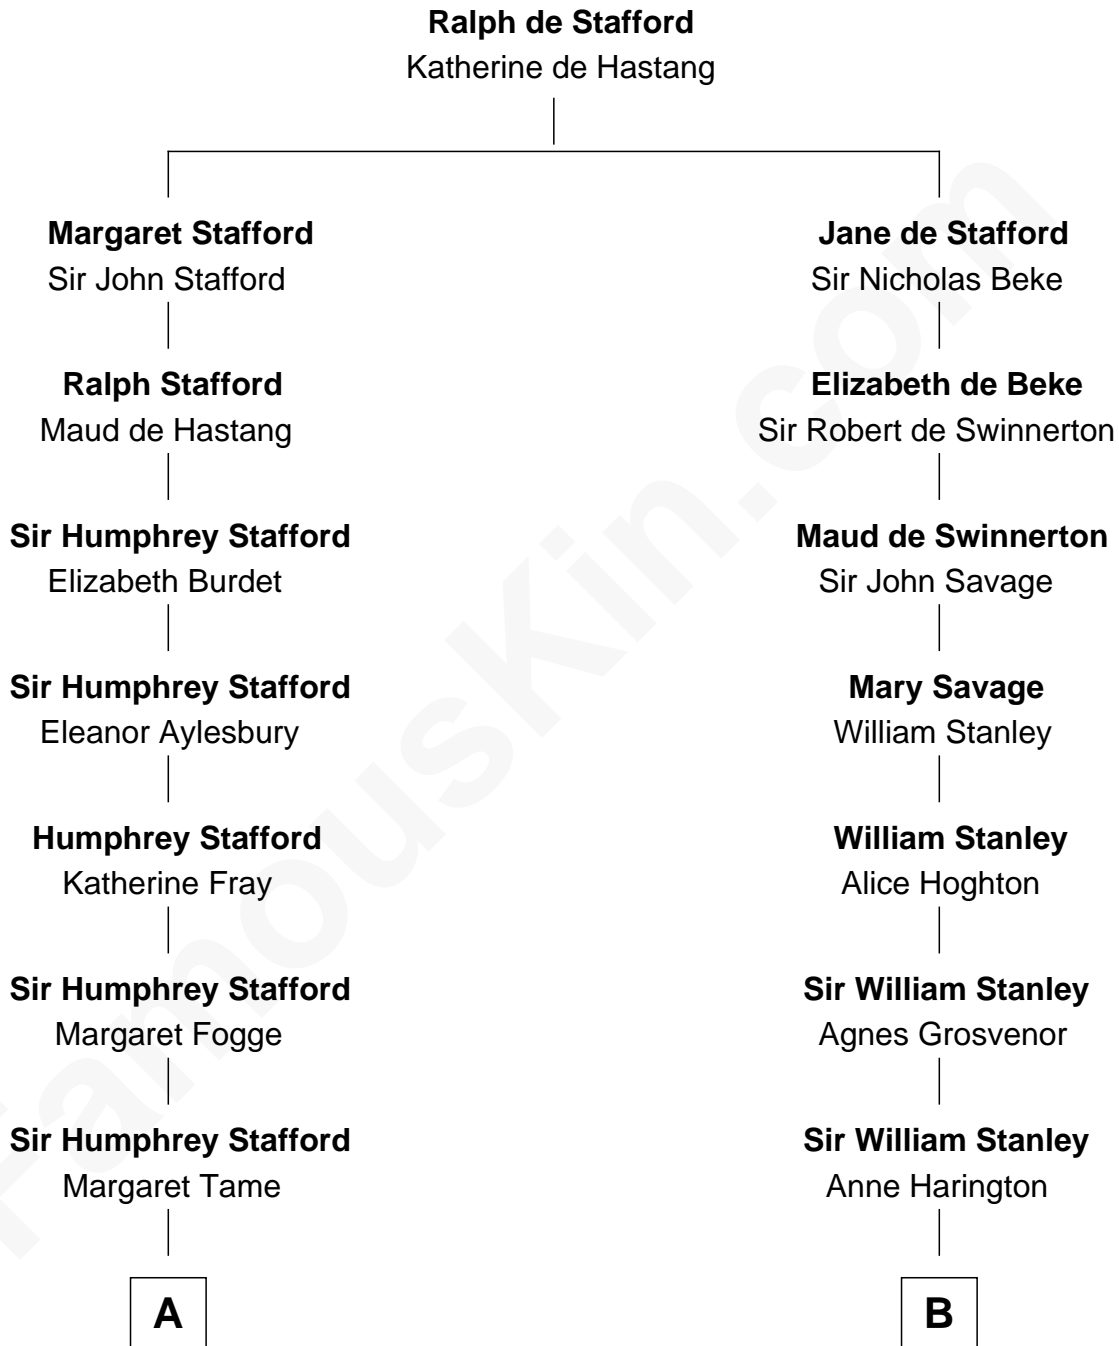 Ralph de Stafford
Katherine de Hastang
Margaret Stafford
Sir John Stafford
Jane de Stafford
Sir Nicholas Beke
Ralph Stafford
Maud de Hastang
Elizabeth de Beke
Sir Robert de Swinnerton
Sir Humphrey Stafford
Elizabeth Burdet
Maud de Swinnerton
Sir John Savage
Sir Humphrey Stafford
Eleanor Aylesbury
Mary Savage
William Stanley
Humphrey Stafford
Katherine Fray
William Stanley
Alice Hoghton
Sir Humphrey Stafford
Margaret Fogge
Sir William Stanley
Agnes Grosvenor
Sir Humphrey Stafford
Margaret Tame
Sir William Stanley
Anne Harington
A
B
FamousKin.com